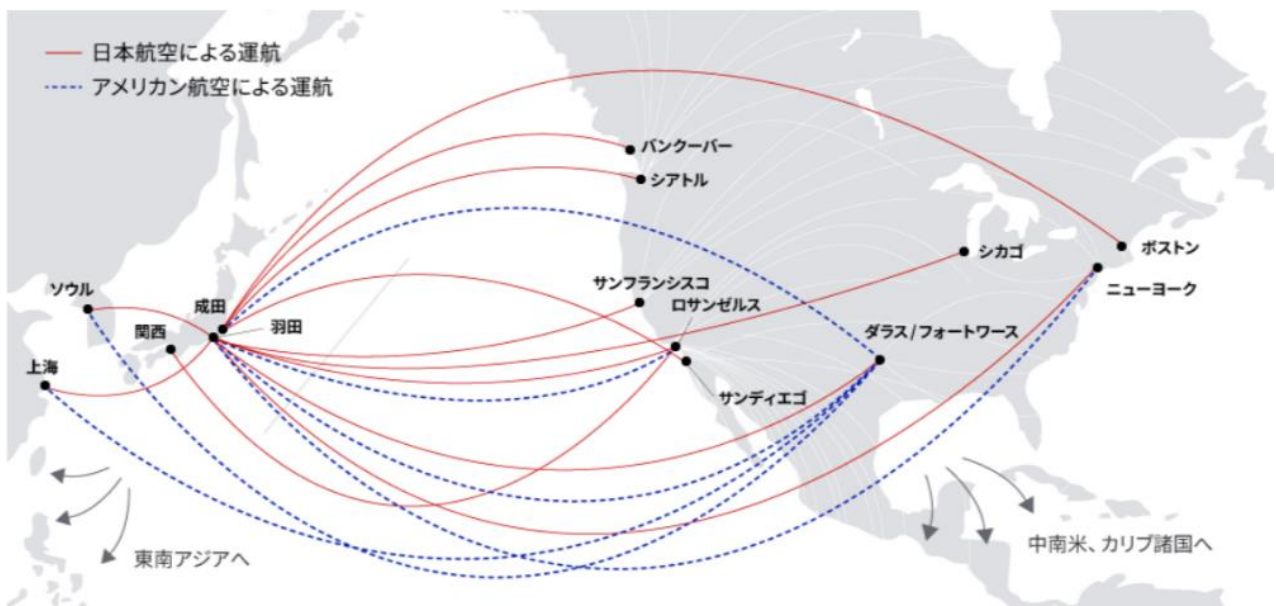 日本航空による運航
アメリカン航空による運航
バンクーバー
シアトル
ボストン
シカゴ
ニューヨーク
サンフランシスコ
ロサンゼルス
ソウル
成田
羽田
関西
ダラス/フォートワース
上海
サンディエゴ
東南アジアへ
中南米、カリブ諸国へ